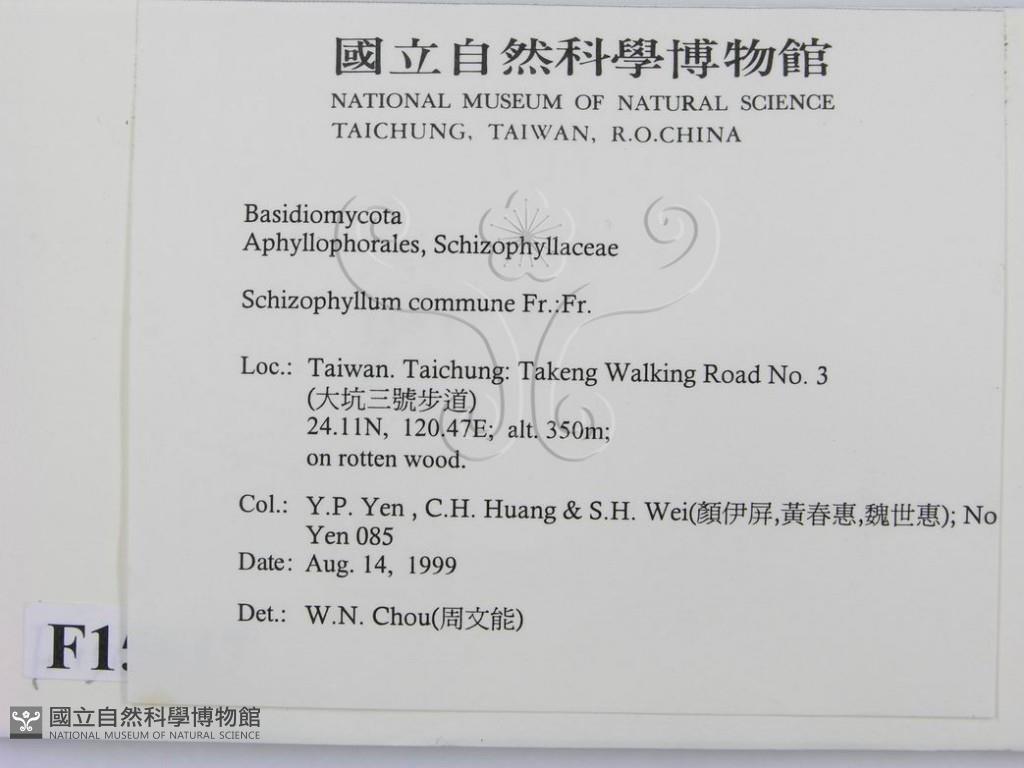 國立自然科學博物館
NATIONAL MUSEUM OF NATURAL SCIENCE
TAICHUNG, TAIWAN, R.O.CHINA
Basidiomycota
Aphyllophorales, Schizophyllaceae
Schizophyllum commune Fr.:Fr.
Loc.: Taiwan. Taichung: Takeng Walking Road No. 3
(大坑三號步道)
24.11N, 120.47E; alt. 350m;
on rotten wood.
Col.: Y.P. Yen , C.H. Huang & S.H. Wei(顏伊屏,黃春惠,魏世惠); No
Yen 085
Date: Aug. 14, 1999
Det.: W.N. Chou(周文能)
國立自然科學博物館
NATIONAL MUSEUM OF NATURAL SCIENCE